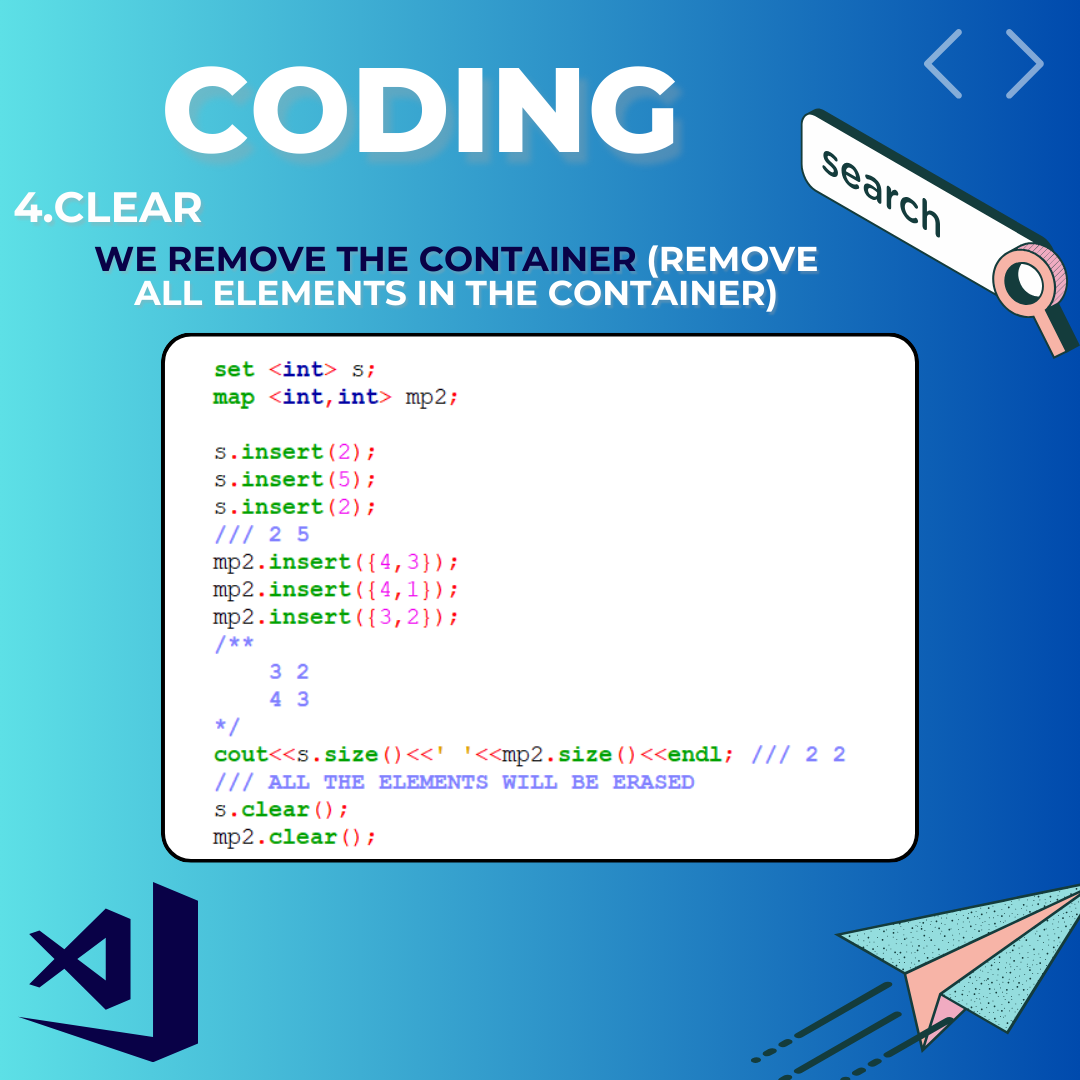 CODING
search
4.CLEAR
WE REMOVE THE CONTAINER (REMOVE
ALL ELEMENTS IN THE CONTAINER)
set <int> s;
map <int,int> mp2;
s.insert(2);
s.insert(5);
s.insert(2);
/// 2 5
mp2.insert({4,3});
mp2.insert({4,1});
mp2.insert({3,2});
/**
    3 2
    4 3
*/
cout<<s.size()<<' '<<mp2.size()<<endl; /// 2 2
/// ALL THE ELEMENTS WILL BE ERASED
s.clear();
mp2.clear();